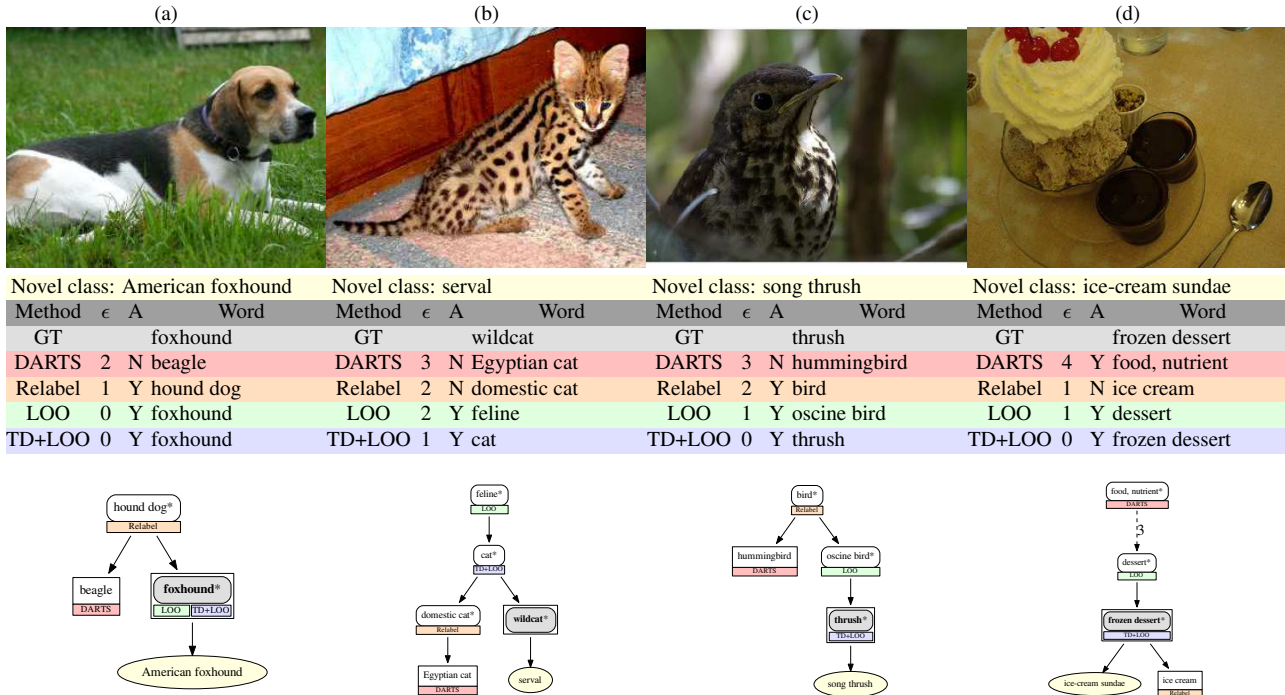 (a) (b) (c) (d)
Novel class: American foxhound
Method ϵ A Word
GT foxhound
DARTS 2 N beagle
Relabel 1 Y hound dog
LOO 0 Y foxhound
TD+LOO 0 Y foxhound
Novel class: serval
Method ϵ A Word
GT wildcat
DARTS 3 N Egyptian cat
Relabel 2 N domestic cat
LOO 2 Y feline
TD+LOO 1 Y cat
Novel class: song thrush
Method ϵ A Word
GT thrush
DARTS 3 N hummingbird
Relabel 2 Y bird
LOO 1 Y oscine bird
TD+LOO 0 Y thrush
Novel class: ice-cream sundae
Method ϵ A Word
GT frozen dessert
DARTS 4 Y food, nutrient
Relabel 1 N ice cream
LOO 1 Y dessert
TD+LOO 0 Y frozen dessert
hound dog*
Relabel
beagle
DARTS
foxhound*
LOO TD+LOO
American foxhound
feline*
LOO
cat*
TD+LOO
domestic cat*
Relabel
wildcat*
Egyptian cat
DARTS
serval
bird*
Relabel
hummingbird
DARTS
oscine bird*
LOO
thrush*
TD+LOO
song thrush
food, nutrient*
DARTS
3
dessert*
LOO
frozen dessert*
TD+LOO
ice-cream sundae
ice cream
Relabel